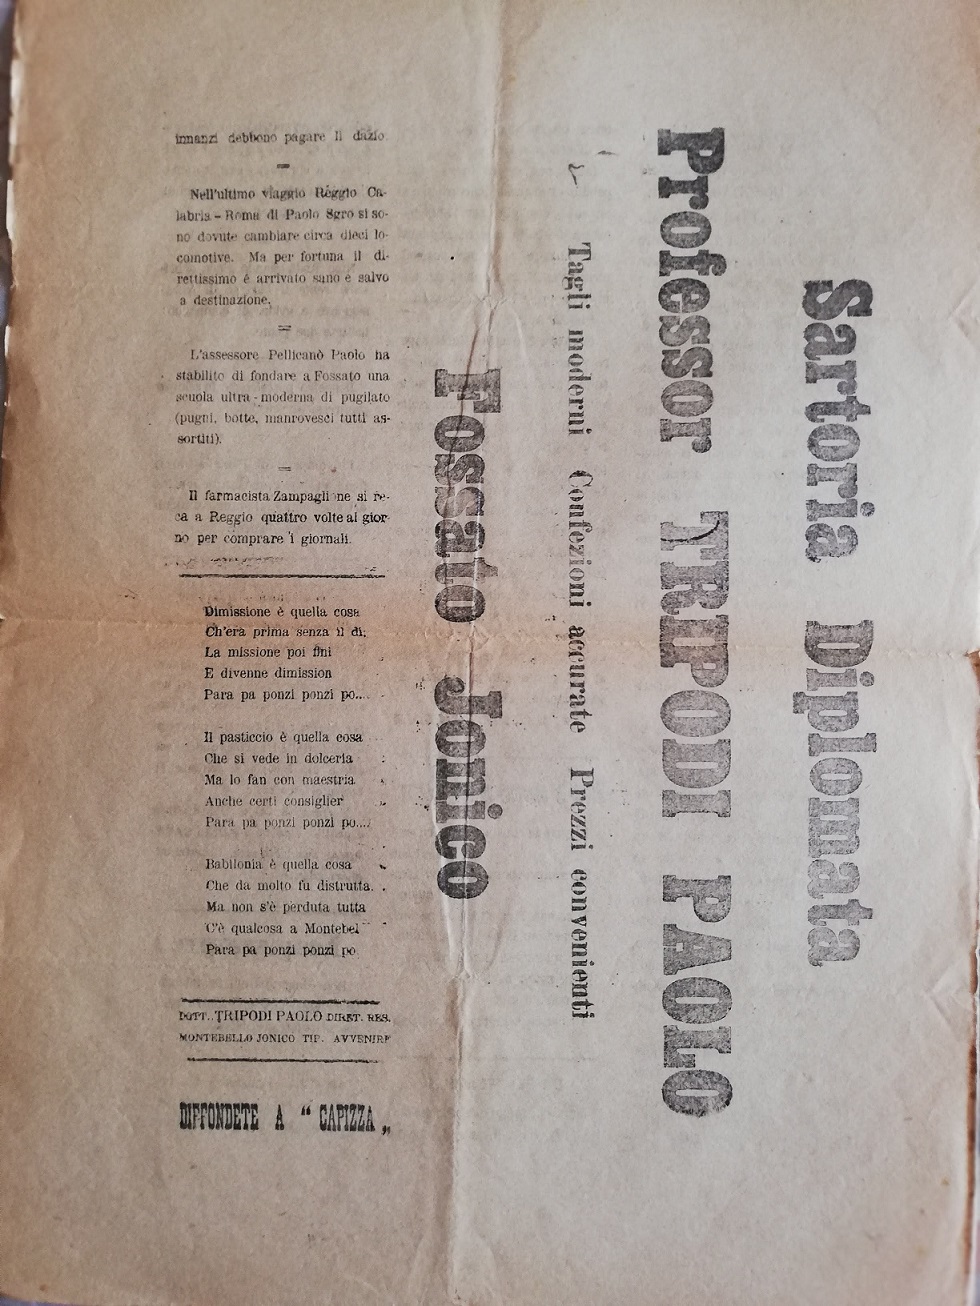 innanzi debbono pagare il dazio
Nell'ultimo viaggio Reggio Ca-
labria - Roma di Paolo Sgro si so-
no dovute cambiare circa dieci lo-
comotive. Ma per fortuna il di-
rettissimo è arrivato sano e salvo
a destinazione.
L'assessore Pellicanò Paolo ha
stabilito di fondare a Fossato una
scuola ultra - moderna di pugilato
(pugni, botte, manrovesci tutti as-
sortiti).
Il farmacista Zampaglione si re-
ca a Reggio quattro volte al gior-
no per comprare i giornali.
Dimissione è quella cosa
Ch'era prima senza il di;
La missione poi finì
E divenne dimission
Para pa ponzi ponzi po....
Il pasticcio è quella cosa
Che si vede in dolceria
Ma lo fan con maestria
Anche certi consiglier
Para pa ponzi ponzi po....
Babilonia è quella cosa
Che da molto fu distrutta.
Ma non s'è perduta tutta
C'è qualcosa a Montebel
Para pa ponzi ponzi po
DOTT. TRIPODI PAOLO DIRET. RES.
MONTEBELLO JONICO TIP. AVVENIRE
DIFFONDETE A " CAPIZZA „
Sartoria Diplomata
Professor TRIPODI PAOLO
Tagli moderni Confezioni accurate Prezzi convenienti
Fossato Jonico